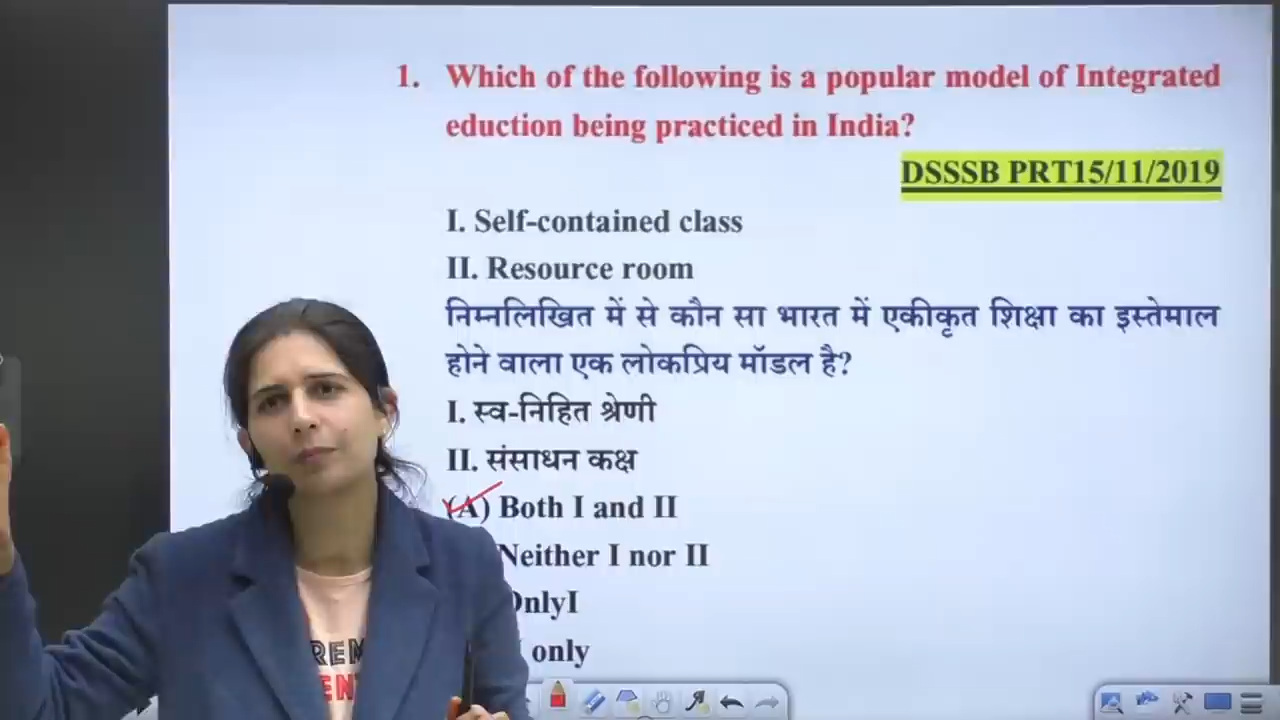 1. Which of the following is a popular model of Integrated
eduction being practiced in India?
DSSSB PRT15/11/2019
I. Self-contained class
II. Resource room
निम्नलिखित में से कौन सा भारत में एकीकृत शिक्षा का इस्तेमाल
होने वाला एक लोकप्रिय मॉडल है?
I. स्व-निहित श्रेणी
II. संसाधन कक्ष
(A) Both I and II
Neither I nor II
OnlyI
only